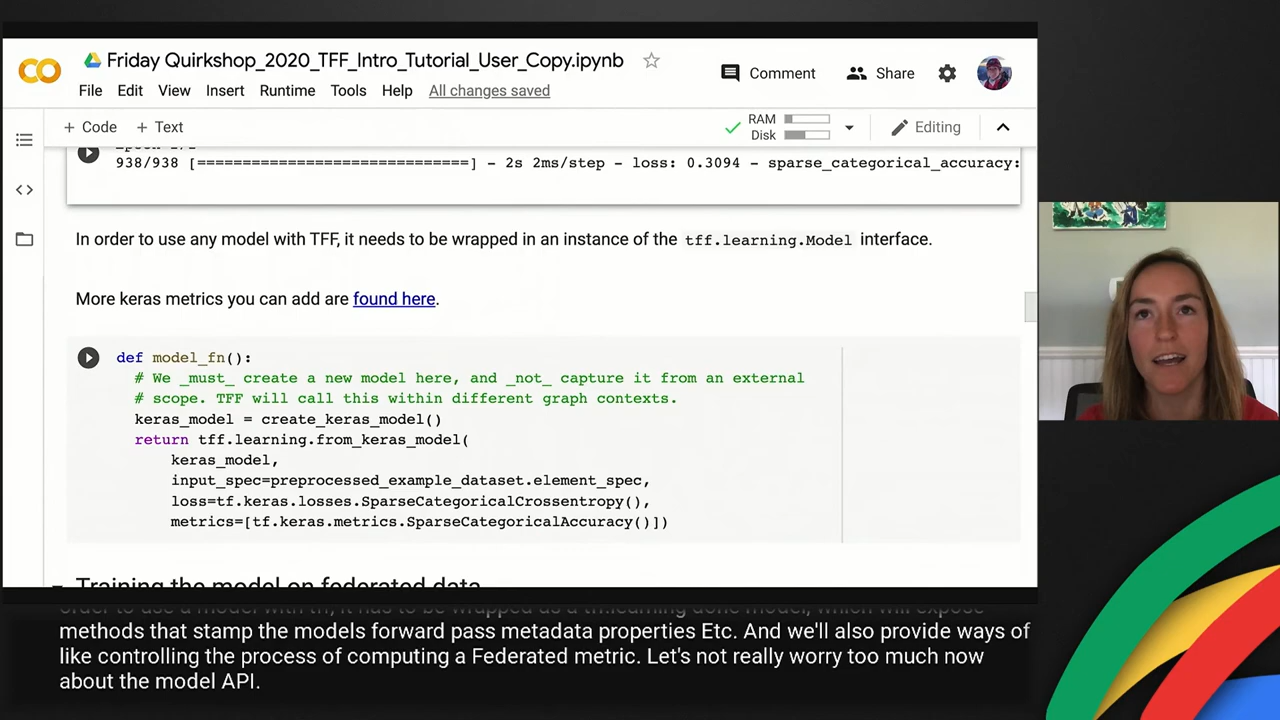 Friday Quirkshop_2020_TFF_Intro_Tutorial_User_Copy.ipynb
Comment
Share
File Edit View Insert Runtime Tools Help All changes saved
+ Code + Text
RAM
Disk
Editing
938/938 [==============================] - 2s 2ms/step - loss: 0.3094 - sparse_categorical_accuracy:
In order to use any model with TFF, it needs to be wrapped in an instance of the tff.learning.Model interface.
More keras metrics you can add are found here.
def model_fn():
# We _must_ create a new model here, and _not_ capture it from an external
# scope. TFF will call this within different graph contexts.
keras_model = create_keras_model()
return tff.learning.from_keras_model(
keras_model,
input_spec=preprocessed_example_dataset.element_spec,
loss=tf.keras.losses.SparseCategoricalCrossentropy(),
metrics=[tf.keras.metrics.SparseCategoricalAccuracy()])
Training the model on federated data
methods that stamp the models forward pass metadata properties Etc. And we'll also provide ways of
like controlling the process of computing a Federated metric. Let's not really worry too much now
about the model API.